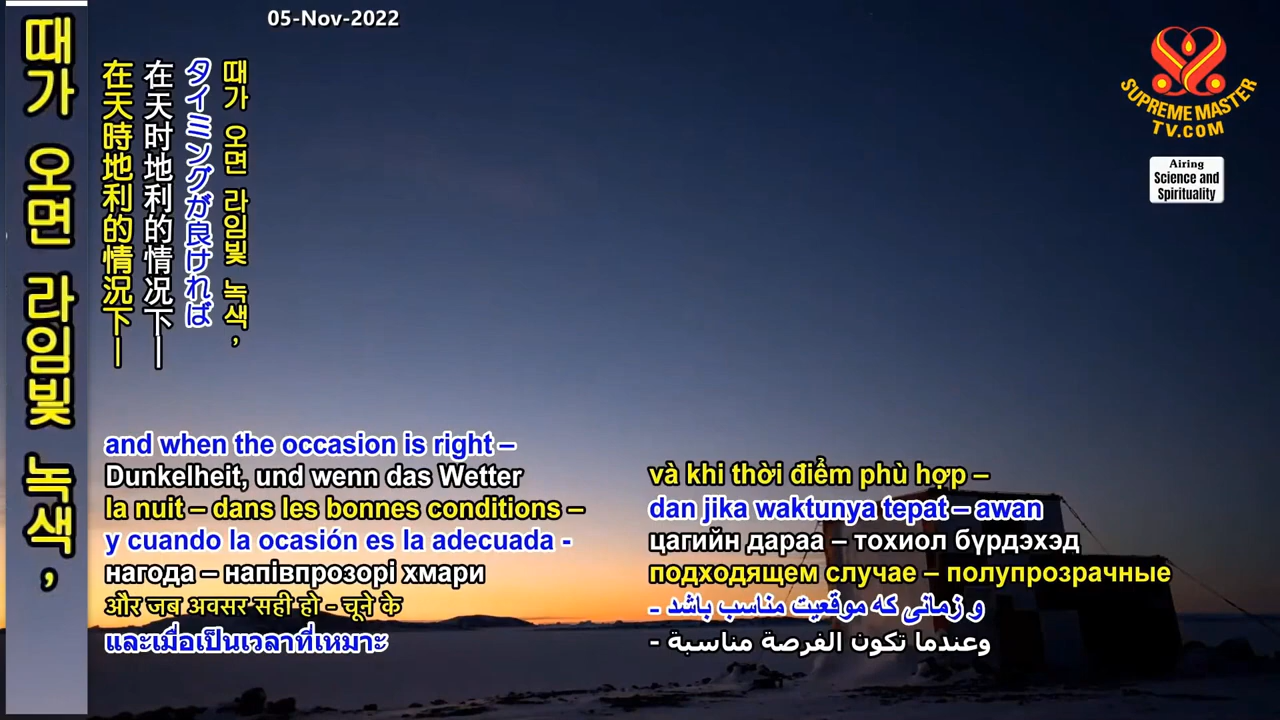 05-Nov-2022
때가 오면 라임빛 녹색,
在天時地利的情況下—
在天时地利的情况下—
タイミングが良ければ
때가 오면 라임빛 녹색,
SUPREME MASTER
TV.COM
Airing
Science and
Spirituality
and when the occasion is right –
Dunkelheit, und wenn das Wetter
la nuit – dans les bonnes conditions –
y cuando la ocasión es la adecuada -
нагода – напівпрозорі хмари
और जब अवसर सही हो - चूने के
และเมื่อเป็นเวลาที่เหมาะ
và khi thời điểm phù hợp –
dan jika waktunya tepat – awan
цагийн дараа – тохиол бүрдэхэд
подходящем случае – полупрозрачные
و زمانی که موقعیت مناسب باشد -
وعندما تكون الفرصة مناسبة -